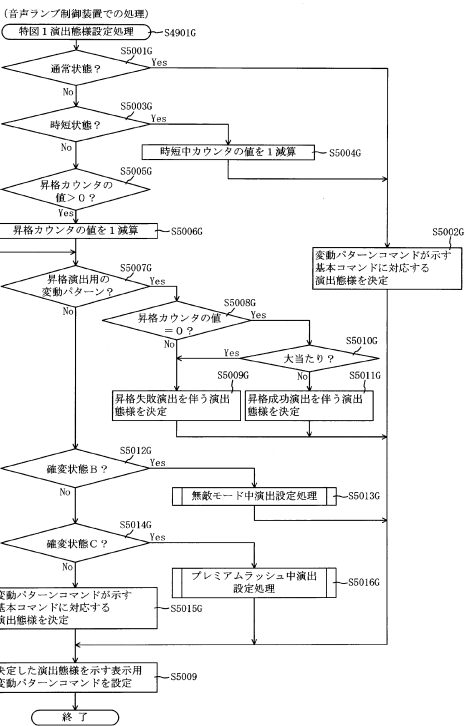 (音声ランプ制御装置での処理)
特図1演出態様設定処理
S4901G
S5001G
通常状態?
Yes
No
S5003G
時短状態?
Yes
No
時短中カウンタの値を1減算
S5004G
S5005G
昇格カウンタの
値>0?
Yes
昇格カウンタの値を1減算
S5006G
S5002G
変動パターンコマンドが示す
基本コマンドに対応する
演出態様を決定
S5007G
昇格演出用の
変動パターン?
Yes
No
S5008G
昇格カウンタの値
=0?
Yes
No
S5010G
大当たり?
Yes
No
S5009G
昇格失敗演出を伴う演出
態様を決定
S5011G
昇格成功演出を伴う演出
態様を決定
S5012G
確変状態B?
Yes
No
無敵モード中演出設定処理
S5013G
S5014G
確変状態C?
Yes
No
プレミアムラッシュ中演出
設定処理
S5016G
変動パターンコマンドが示す
基本コマンドに対応する
演出態様を決定
S5015G
決定した演出態様を示す表示用
変動パターンコマンドを設定
S5009
終了